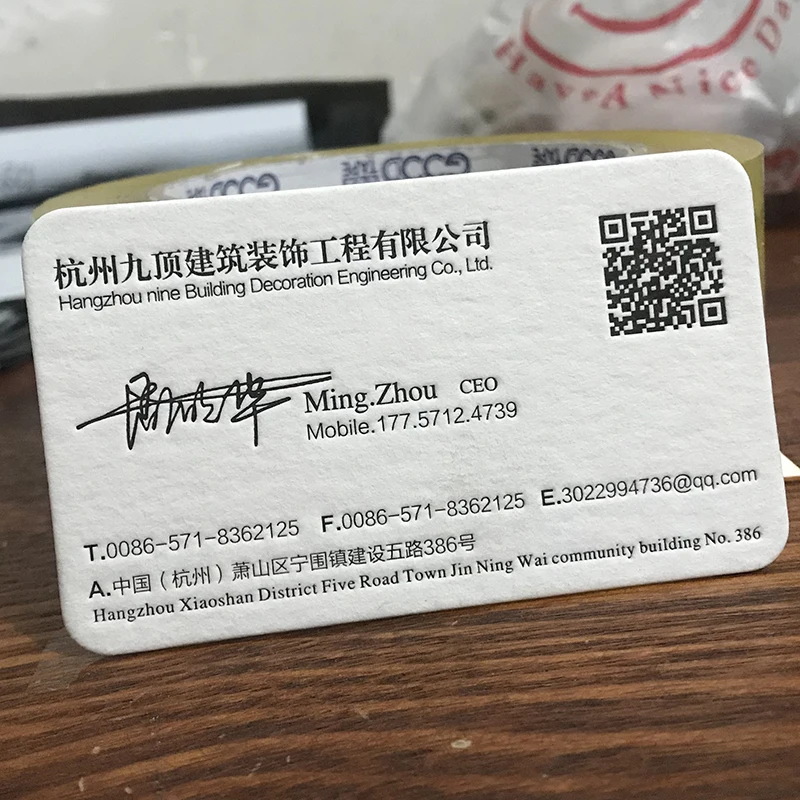 HAVE A Nice Da
杭州九顶建筑装饰工程有限公司
Hangzhou nine Building Decoration Engineering Co., Ltd.
Ming.Zhou CEO
Mobile.177.5712.4739
T.0086-571-8362125 F.0086-571-8362125 E.3022994736@qq.com
A.中国（杭州）萧山区宁围镇建设五路386号
Hangzhou Xiaoshan District Five Road Town Jin Ning Wai community building No. 386